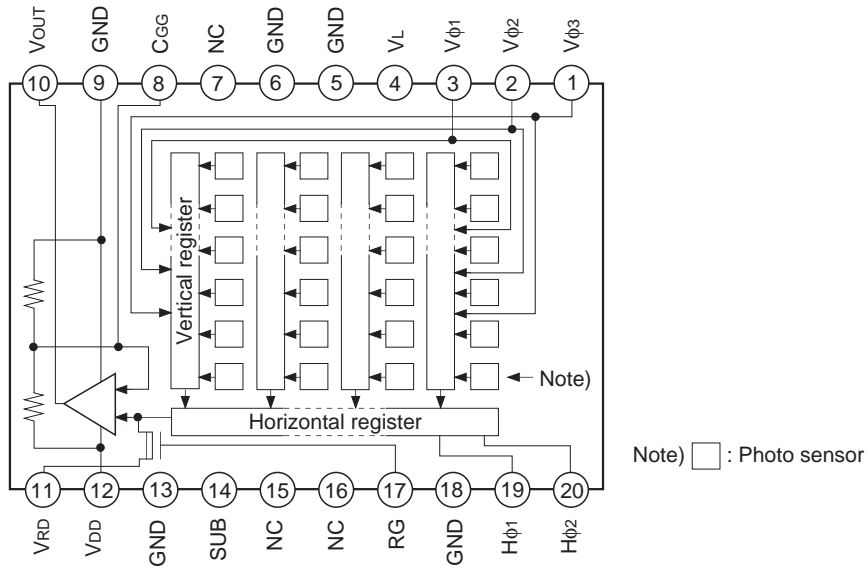 VOUT GND CGG NC GND GND VL Vϕ1 Vϕ2 Vϕ3
10 9 8 7 6 5 4 3 2 1
Vertical register
Note)
Horizontal register
Note) : Photo sensor
11 12 13 14 15 16 17 18 19 20
VRD VDD GND SUB NC NC RG GND Hϕ1 Hϕ2